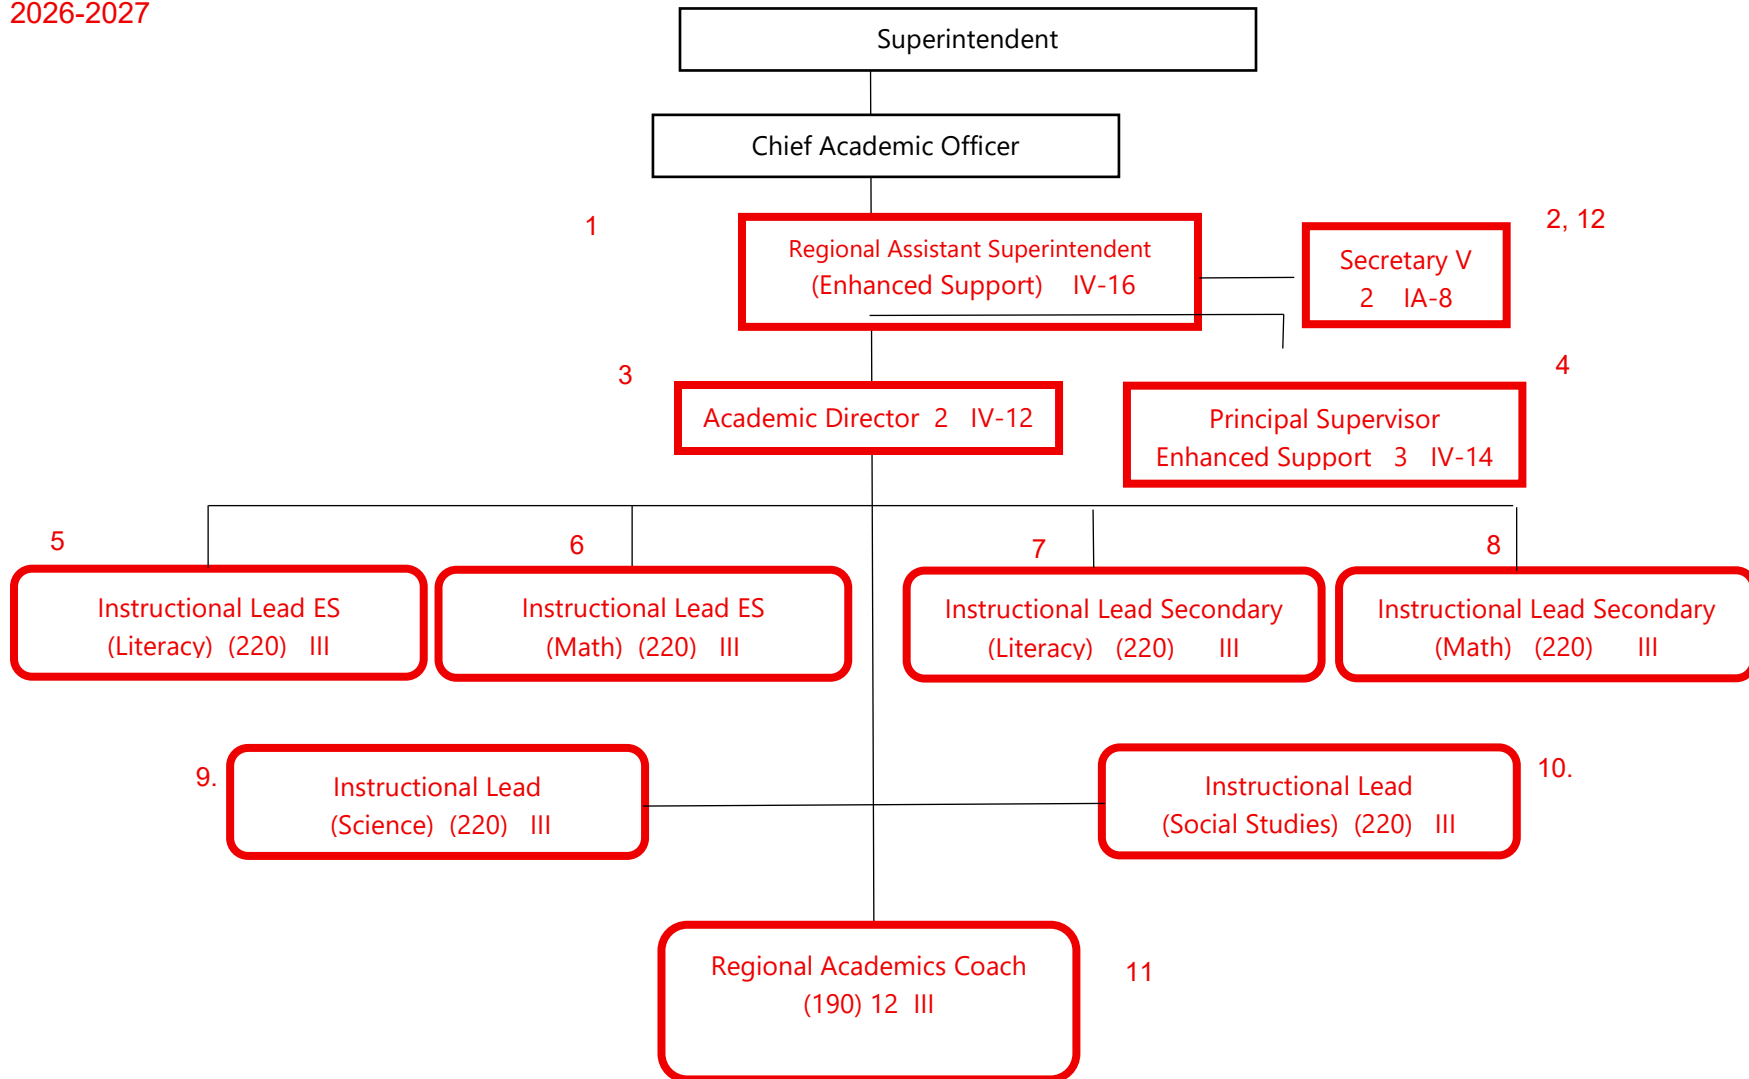 2026-2027
Superintendent
Chief Academic Officer
1
Regional Assistant Superintendent
(Enhanced Support) IV-16
2, 12
Secretary V
2 IA-8
3
Academic Director 2 IV-12
4
Principal Supervisor
Enhanced Support 3 IV-14
5
Instructional Lead ES
(Literacy) (220) III
6
Instructional Lead ES
(Math) (220) III
7
Instructional Lead Secondary
(Literacy) (220) III
8
Instructional Lead Secondary
(Math) (220) III
9.
Instructional Lead
(Science) (220) III
10.
Instructional Lead
(Social Studies) (220) III
Regional Academics Coach
(190) 12 III
11